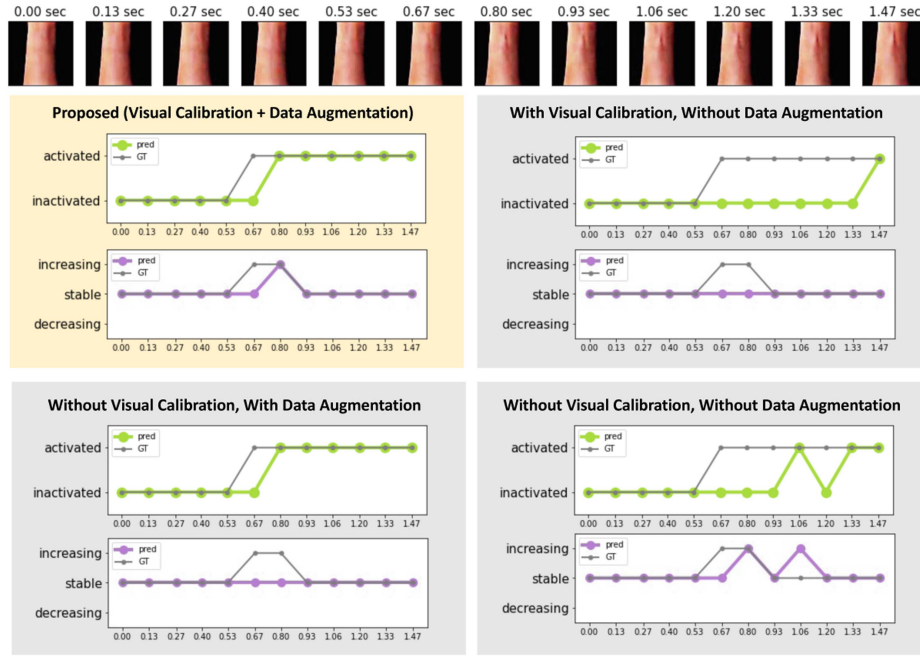 0.00 sec 0.13 sec 0.27 sec 0.40 sec 0.53 sec 0.67 sec 0.80 sec 0.93 sec 1.06 sec 1.20 sec 1.33 sec 1.47 sec
Proposed (Visual Calibration + Data Augmentation)
pred
GT
activated
inactivated
0.00 0.13 0.27 0.40 0.53 0.67 0.80 0.93 1.06 1.20 1.33 1.47
pred
GT
increasing
stable
decreasing
0.00 0.13 0.27 0.40 0.53 0.67 0.80 0.93 1.06 1.20 1.33 1.47
With Visual Calibration, Without Data Augmentation
pred
GT
activated
inactivated
0.00 0.13 0.27 0.40 0.53 0.67 0.80 0.93 1.06 1.20 1.33 1.47
pred
GT
increasing
stable
decreasing
0.00 0.13 0.27 0.40 0.53 0.67 0.80 0.93 1.06 1.20 1.33 1.47
Without Visual Calibration, With Data Augmentation
pred
GT
activated
inactivated
0.00 0.13 0.27 0.40 0.53 0.67 0.80 0.93 1.06 1.20 1.33 1.47
pred
GT
increasing
stable
decreasing
0.00 0.13 0.27 0.40 0.53 0.67 0.80 0.93 1.06 1.20 1.33 1.47
Without Visual Calibration, Without Data Augmentation
pred
GT
activated
inactivated
0.00 0.13 0.27 0.40 0.53 0.67 0.80 0.93 1.06 1.20 1.33 1.47
pred
GT
increasing
stable
decreasing
0.00 0.13 0.27 0.40 0.53 0.67 0.80 0.93 1.06 1.20 1.33 1.47